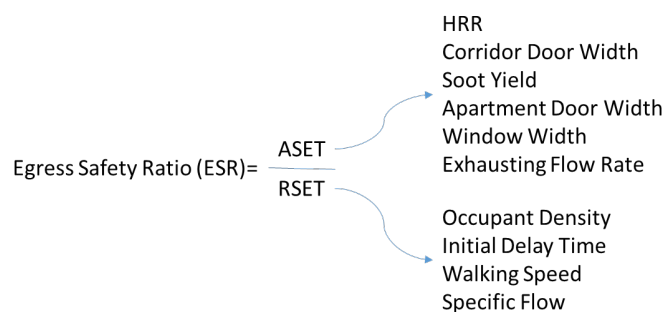 HRR
Corridor Door Width
Soot Yield
Apartment Door Width
Window Width
Exhausting Flow Rate
Egress Safety Ratio (ESR)=
ASET
RSET
Occupant Density
Initial Delay Time
Walking Speed
Specific Flow